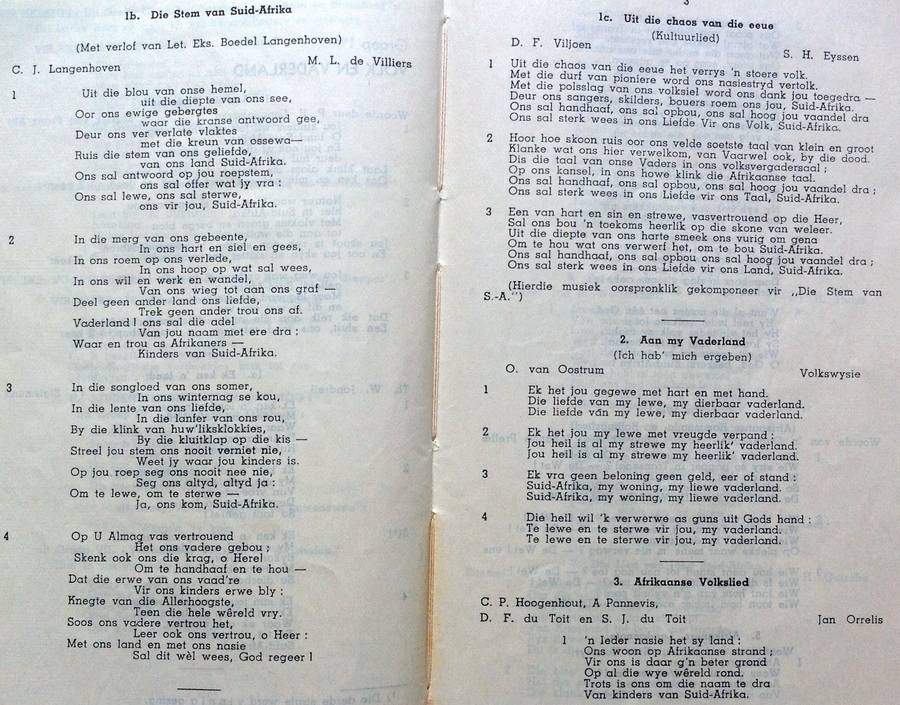 1b. Die Stem van Suid-Afrika
(Met verlof van Let. Eks. Boedel Langenhoven)
C. J. Langenhoven
M. L. de Villiers
1 Uit die blou van onse hemel,
uit die diepte van ons see,
Oor ons ewige gebergtes
waar die kranse antwoord gee,
Deur ons ver verlate vlaktes
met die kreun van ossewa—
Ruis die stem van ons geliefde,
van ons land Suid-Afrika.
Ons sal antwoord op jou roepstem,
ons sal offer wat jy vra :
Ons sal lewe, ons sal sterwe,
ons vir jou, Suid-Afrika.
2 In die merg van ons gebeente,
In ons hart en siel en gees,
In ons roem op ons verlede,
In ons hoop op wat sal wees,
In ons wil en werk en wandel,
Van ons wieg tot aan ons graf —
Deel geen ander land ons liefde,
Trek geen ander trou ons af.
Vaderland ! ons sal die adel
Van jou naam met ere dra :
Waar en trou as Afrikaners —
Kinders van Suid-Afrika.
3 In die songloed van ons somer,
In ons winternag se kou,
In die lente van ons liefde,
In die lanfer van ons rou,
By die klink van huw'liksklokkies,
By die kluitklap op die kis —
Streel jou stem ons nooit verniet nie,
Weet jy waar jou kinders is.
Op jou roep seg ons nooit nee nie,
Seg ons altyd, altyd ja :
Om te lewe, om te sterwe —
Ja, ons kom, Suid-Afrika.
4 Op U Almag vas vertrouend
Het ons vadere gebou ;
Skenk ook ons die krag, o Here!
Om te handhaaf en te hou —
Dat die erwe van ons vaad're
Vir ons kinders erwe bly :
Knegte van die Allerhoogste,
Teen die hele wêreld vry.
Soos ons vadere vertrou het,
Leer ook ons vertrou, o Heer :
Met ons land en met ons nasie
Sal dit wèl wees, God regeer !
3
1c. Uit die chaos van die eeue
(Kultuurlied)
D. F. Viljoen
S. H. Eyssen
1 Uit die chaos van die eeue het verrys 'n stoere volk.
Met die durf van pioniere word ons nasiestryd vertolk.
Met die polsslag van ons volksiel word ons dank jou toegedra —
Deur ons sangers, skilders, bouers roem ons jou, Suid-Afrika.
Ons sal handhaaf, ons sal opbou, ons sal hoog jou vaandel dra
Ons sal sterk wees in ons Liefde Vir ons Volk, Suid-Afrika.
2 Hoor hoe skoon ruis oor ons velde soetste taal van klein en groot
Klanke wat ons hier verwelkom, van Vaarwel ook, by die dood.
Dis die taal van onse Vaders in ons volksvergadersaal ;
Op ons kansel, in ons howe klink die Afrikaanse taal.
Ons sal handhaaf, ons sal opbou, ons sal hoog jou vaandel dra ;
Ons sal sterk wees in ons Liefde vir ons Taal, Suid-Afrika.
3 Een van hart en sin en strewe, vasvertrouend op die Heer,
Sal ons bou 'n toekoms heerlik op die skone van weleer.
Uit die diepte van ons harte smeek ons vurig om gena
Om te hou wat ons verwerf het, om te bou Suid-Afrika.
Ons sal handhaaf, ons sal opbou ons sal hoog jou vaandel dra ;
Ons sal sterk wees in ons Liefde vir ons Land, Suid-Afrika.
(Hierdie musiek oorspronklik gekomponeer vir „Die Stem van
S.-A.")
2. Aan my Vaderland
(Ich hab' mich ergeben)
O. van Oostrum
Volkswysie
1 Ek het jou gegewe met hart en met hand.
Die liefde van my lewe, my dierbaar vaderland.
Die liefde ván my lewe, my dierbaar vaderland.
2 Ek het jou my lewe met vreugde verpand :
Jou heil is al my strewe my heerlik' vaderland.
Jou heil is al my strewe my heerlik' vaderland.
3 Ek vra geen beloning geen geld, eer of stand :
Suid-Afrika, my woning, my liewe vaderland.
Suid-Afrika, my woning, my liewe vaderland.
4 Die heil wil 'k verwerwe as guns uit Gods hand :
Te lewe en te sterwe vir jou, my vaderland.
Te lewe en te sterwe vir jou, my vaderland.
3. Afrikaanse Volkslied
C. P. Hoogenhout, A Pannevis,
D. F. du Toit en S. J. du Toit
Jan Orrelis
1 'n Ieder nasie het sy land :
Ons woon op Afrikaanse strand ;
Vir ons is daar g'n beter grond
Op al die wye wêreld rond.
Trots is ons om die naam te dra
Van kinders van Suid-Afrika.